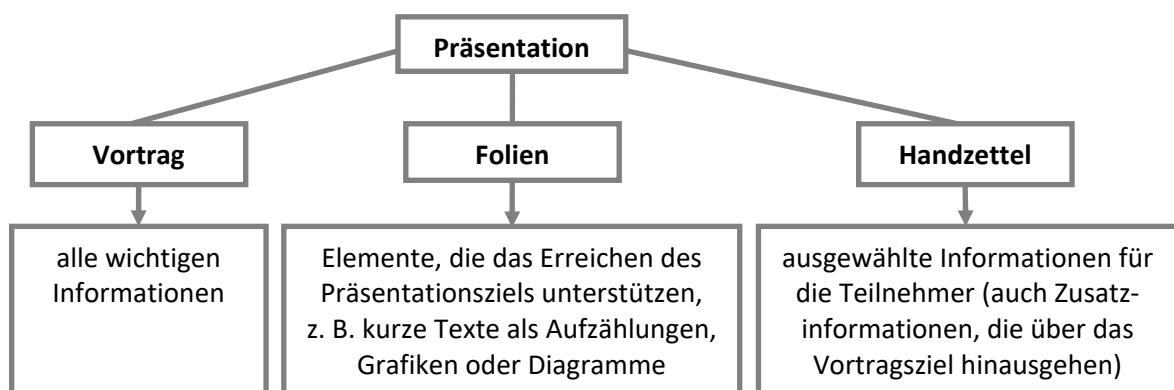 Präsentation
Vortrag
Folien
Handzettel
alle wichtigen
Informationen
Elemente, die das Erreichen des
Präsentationsziels unterstützen,
z. B. kurze Texte als Aufzählungen,
Grafiken oder Diagramme
ausgewählte Informationen für
die Teilnehmer (auch Zusatz-
informationen, die über das
Vortragsziel hinausgehen)